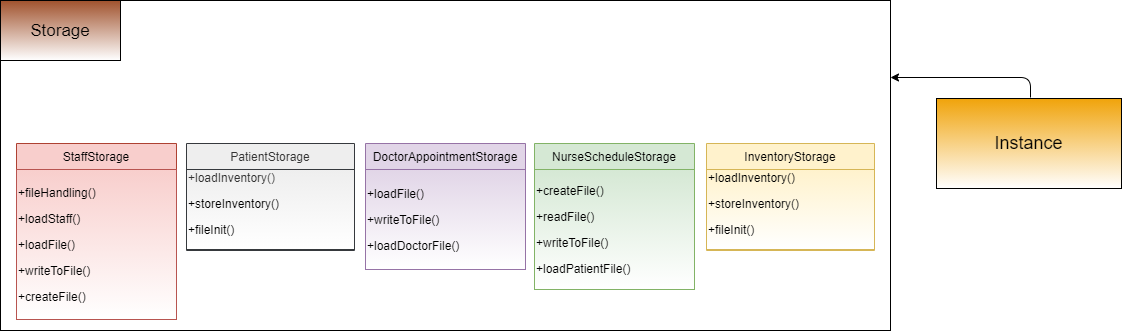 Storage
Instance
StaffStorage
+fileHandling()
+loadStaff()
+loadFile()
+writeToFile()
+createFile()
PatientStorage
+loadInventory()
+storeInventory()
+fileInit()
DoctorAppointmentStorage
+loadFile()
+writeToFile()
+loadDoctorFile()
NurseScheduleStorage
+createFile()
+readFile()
+writeToFile()
+loadPatientFile()
InventoryStorage
+loadInventory()
+storeInventory()
+fileInit()